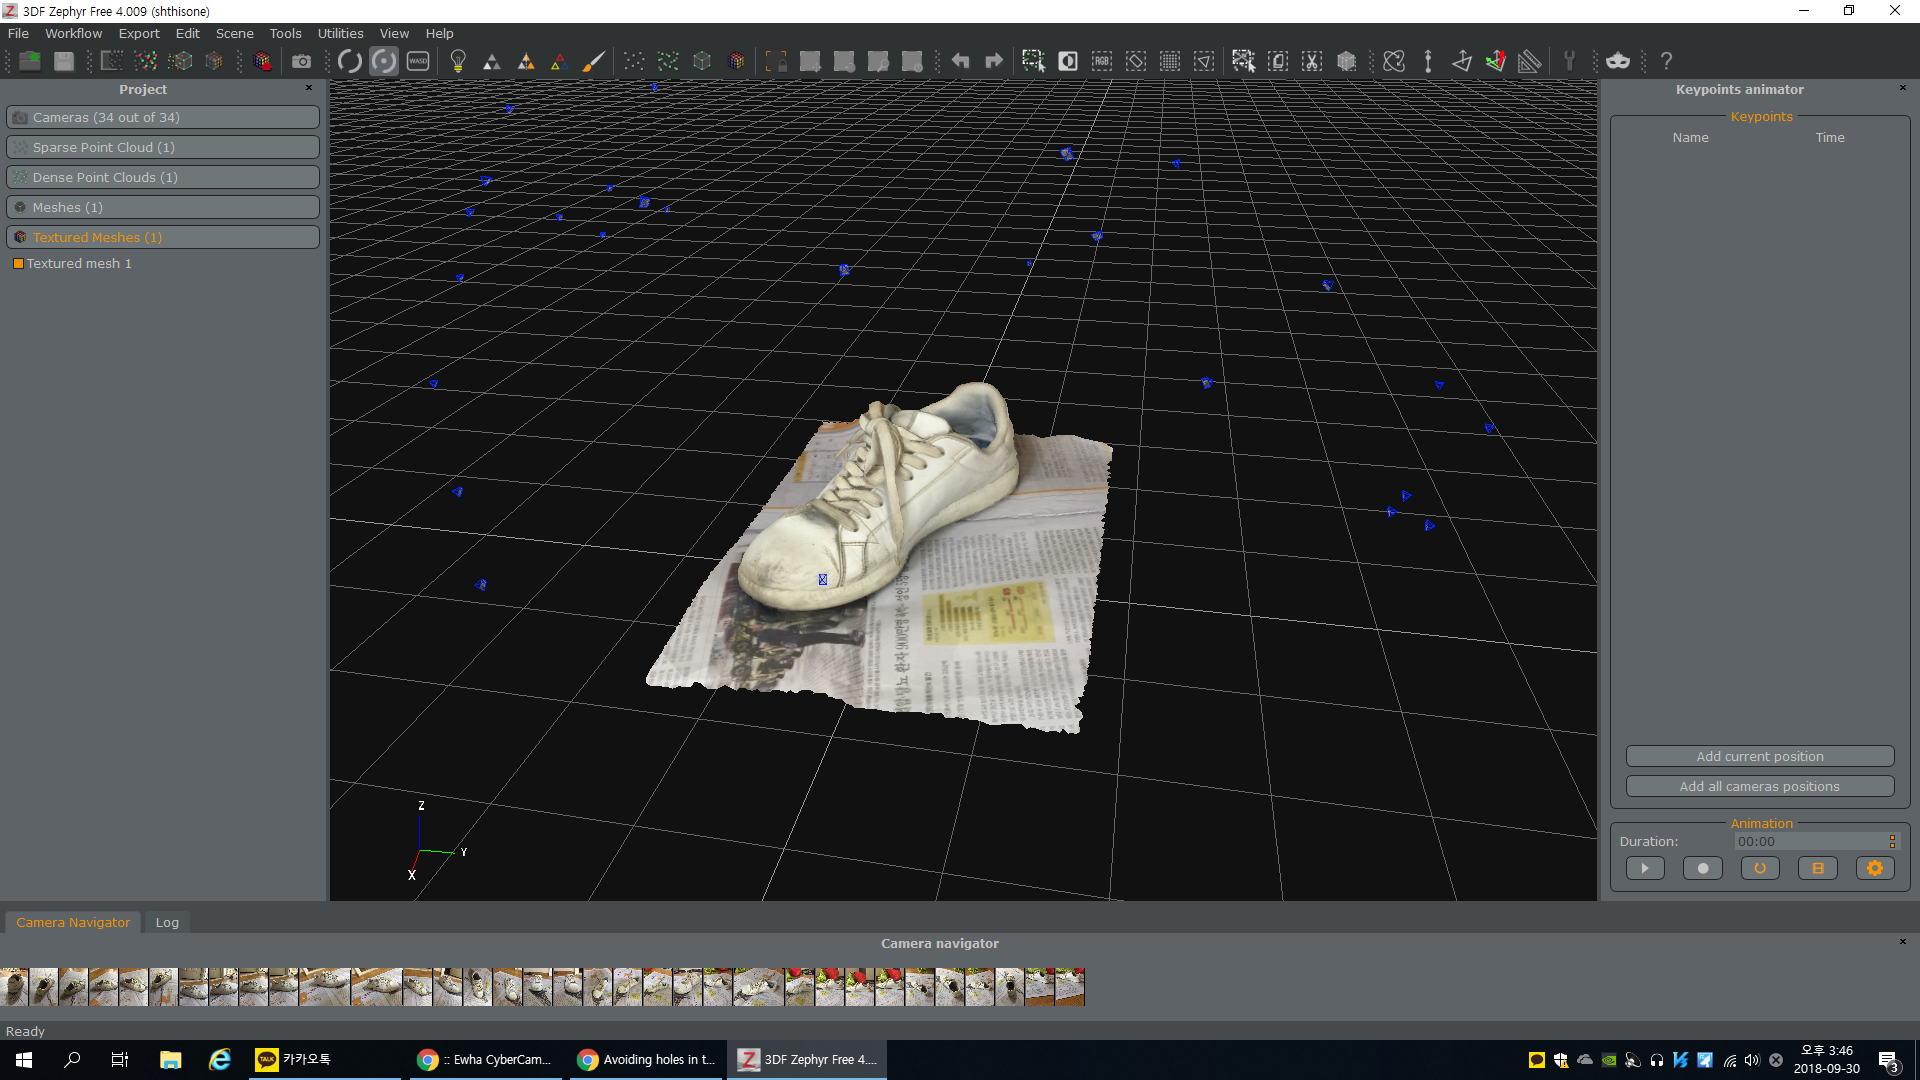 3DF Zephyr Free 4.009 (shthisone)
File Workflow Export Edit Scene Tools Utilities View Help
WASD
RGB
Project
Cameras (34 out of 34)
Sparse Point Cloud (1)
Dense Point Clouds (1)
Meshes (1)
Textured Meshes (1)
Textured mesh 1
Z
Y
X
Keypoints animator
Keypoints
Name Time
Add current position
Add all cameras positions
Animation
Duration: 00:00
Camera Navigator Log
Camera navigator
Ready
TALK 카카오톡
:: Ewha CyberCam...
Avoiding holes in t...
3DF Zephyr Free 4....
오후 3:46
2018-09-30
3